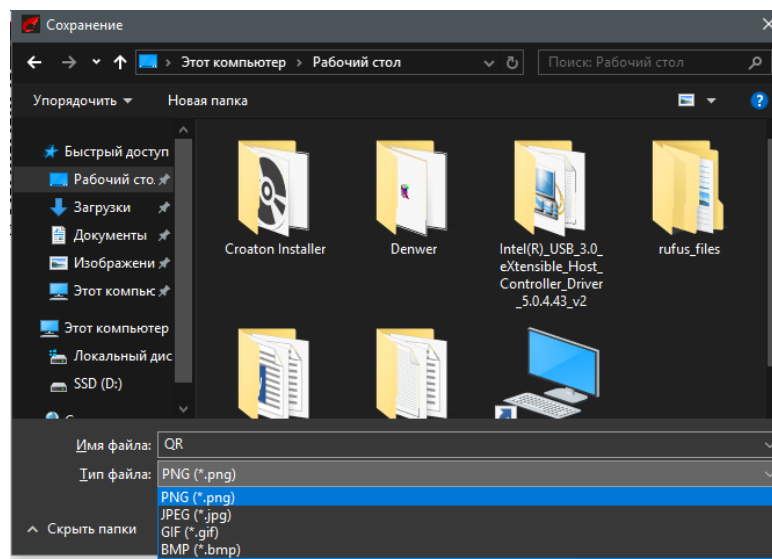 Сохранение
Этот компьютер › Рабочий стол
Поиск: Рабочий стол
Упорядочить
Новая папка
Быстрый доступ
Рабочий сто.
Загрузки
Документы
Изображени
Этот компьк
Этот компьютер
Локальный дис
SSD (D:)
Croaton Installer
Denwer
Intel(R)_USB_3.0_
eXtensible_Host_
Controller_Driver
_5.0.4.43_v2
rufus_files
Имя файла: QR
Тип файла: PNG (*.png)
PNG (*.png)
JPEG (*.jpg)
GIF (*.gif)
BMP (*.bmp)
Скрыть папки